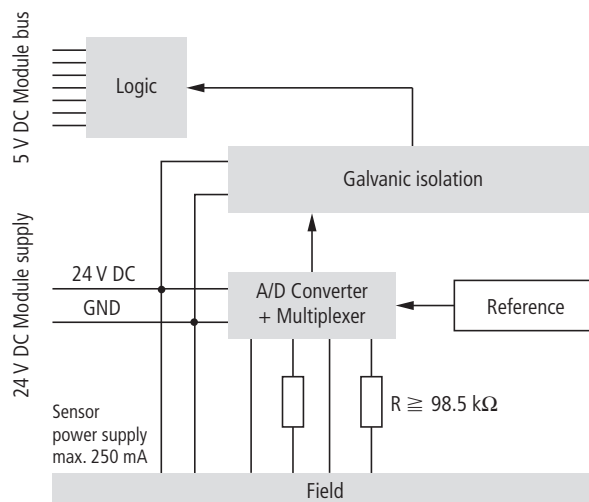 5 V DC Module bus
Logic
Galvanic isolation
24 V DC Module supply
24 V DC
GND
A/D Converter
+ Multiplexer
Reference
R ≧ 98.5 kΩ
Sensor
power supply
max. 250 mA
Field